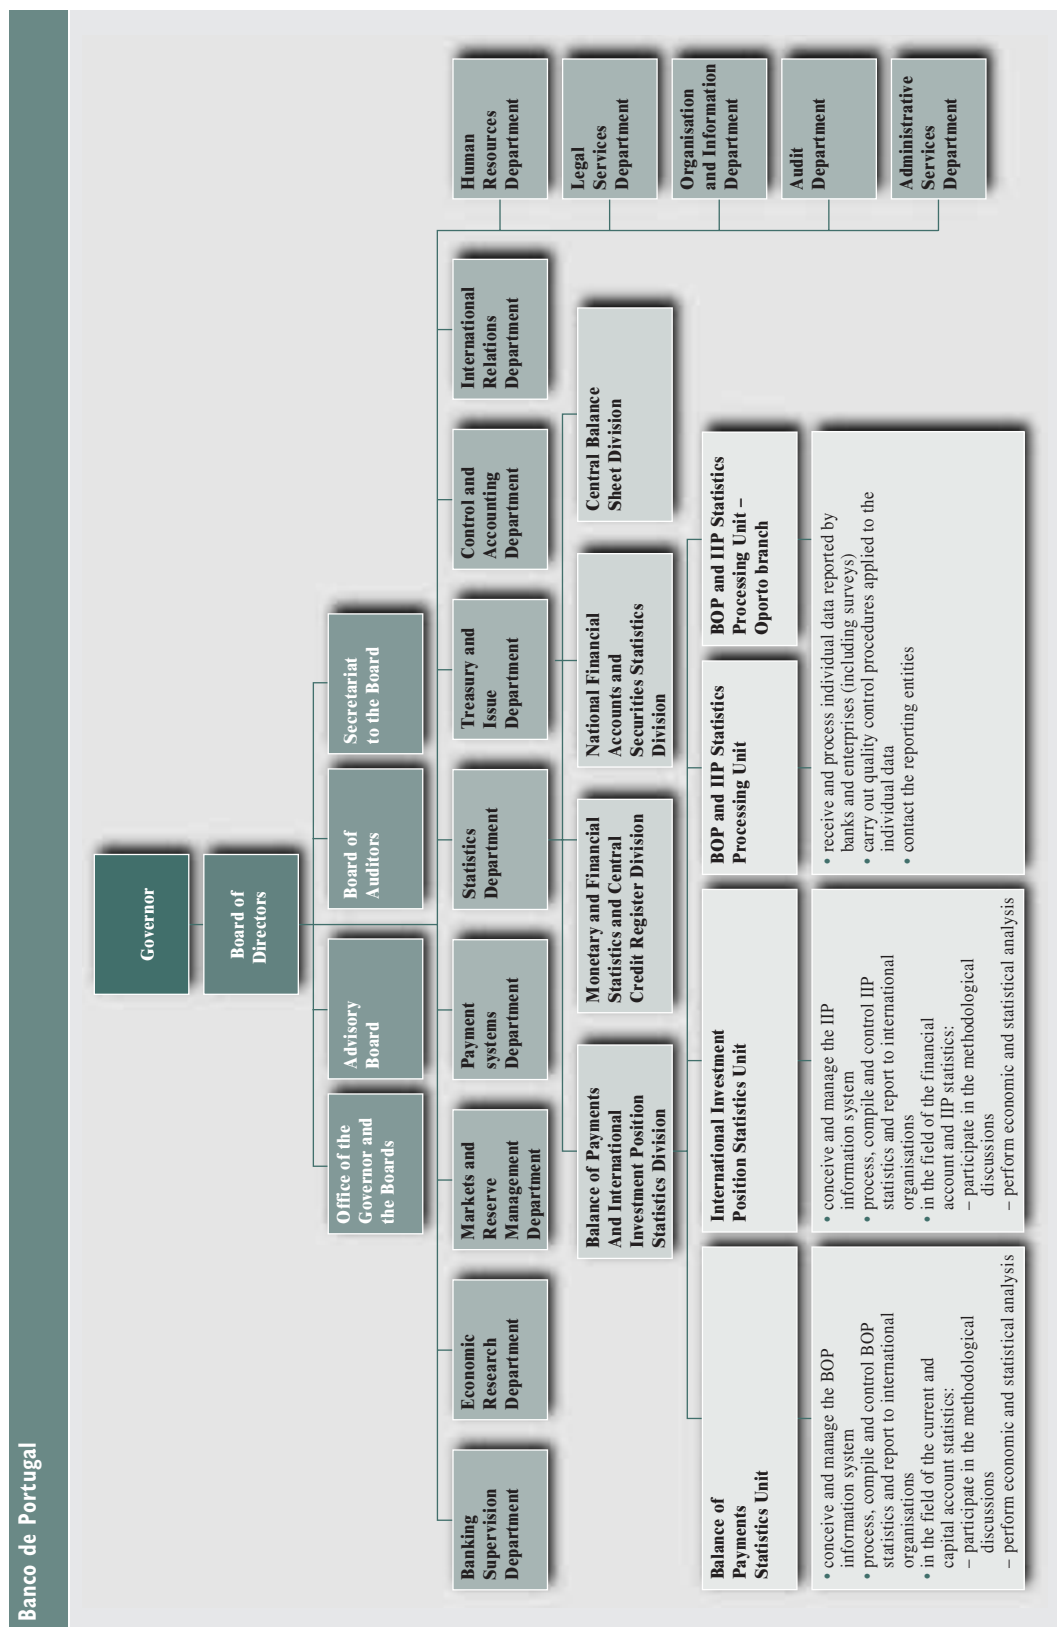 Banco de Portugal
Governor
Board of
Directors
Office of the
Governor and
the Boards
Advisory
Board
Board of
Auditors
Secretariat
to the Board
Banking
Supervision
Department
Economic
Research
Department
Markets and
Reserve
Management
Department
Payment
systems
Department
Statistics
Department
Treasury and
Issue
Department
Control and
Accounting
Department
International
Relations
Department
Human
Resources
Department
Legal
Services
Department
Organisation
and Information
Department
Audit
Department
Administrative
Services
Department
Balance of Payments
And International
Investment Position
Statistics Division
Monetary and Financial
Statistics and Central
Credit Register Division
National Financial
Accounts and
Securities Statistics
Division
Central Balance
Sheet Division
Balance of
Payments
Statistics Unit
International Investment
Position Statistics Unit
BOP and IIP Statistics
Processing Unit
BOP and IIP Statistics
Processing Unit –
Oporto branch
• conceive and manage the BOP
information system
• process, compile and control BOP
statistics and report to international
organisations
• in the field of the current and
capital account statistics:
– participate in the methodological
discussions
– perform economic and statistical analysis
• conceive and manage the IIP
information system
• process, compile and control IIP
statistics and report to international
organisations
• in the field of the financial
account and IIP statistics:
– participate in the methodological
discussions
– perform economic and statistical analysis
• receive and process individual data reported by
banks and enterprises (including surveys)
• carry out quality control procedures applied to the
individual data
• contact the reporting entities